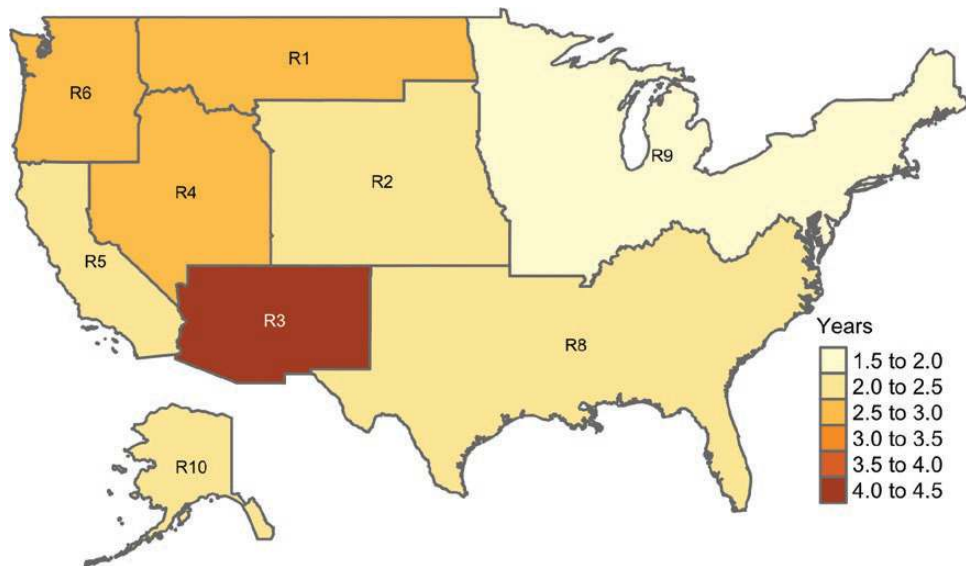 R1
R6
R9
R2
R4
R5
R3
R8
Years
1.5 to 2.0
2.0 to 2.5
2.5 to 3.0
3.0 to 3.5
3.5 to 4.0
4.0 to 4.5
R10